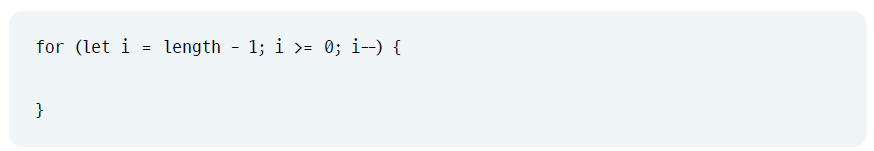 for (let i = length - 1; i >= 0; i--) {
}